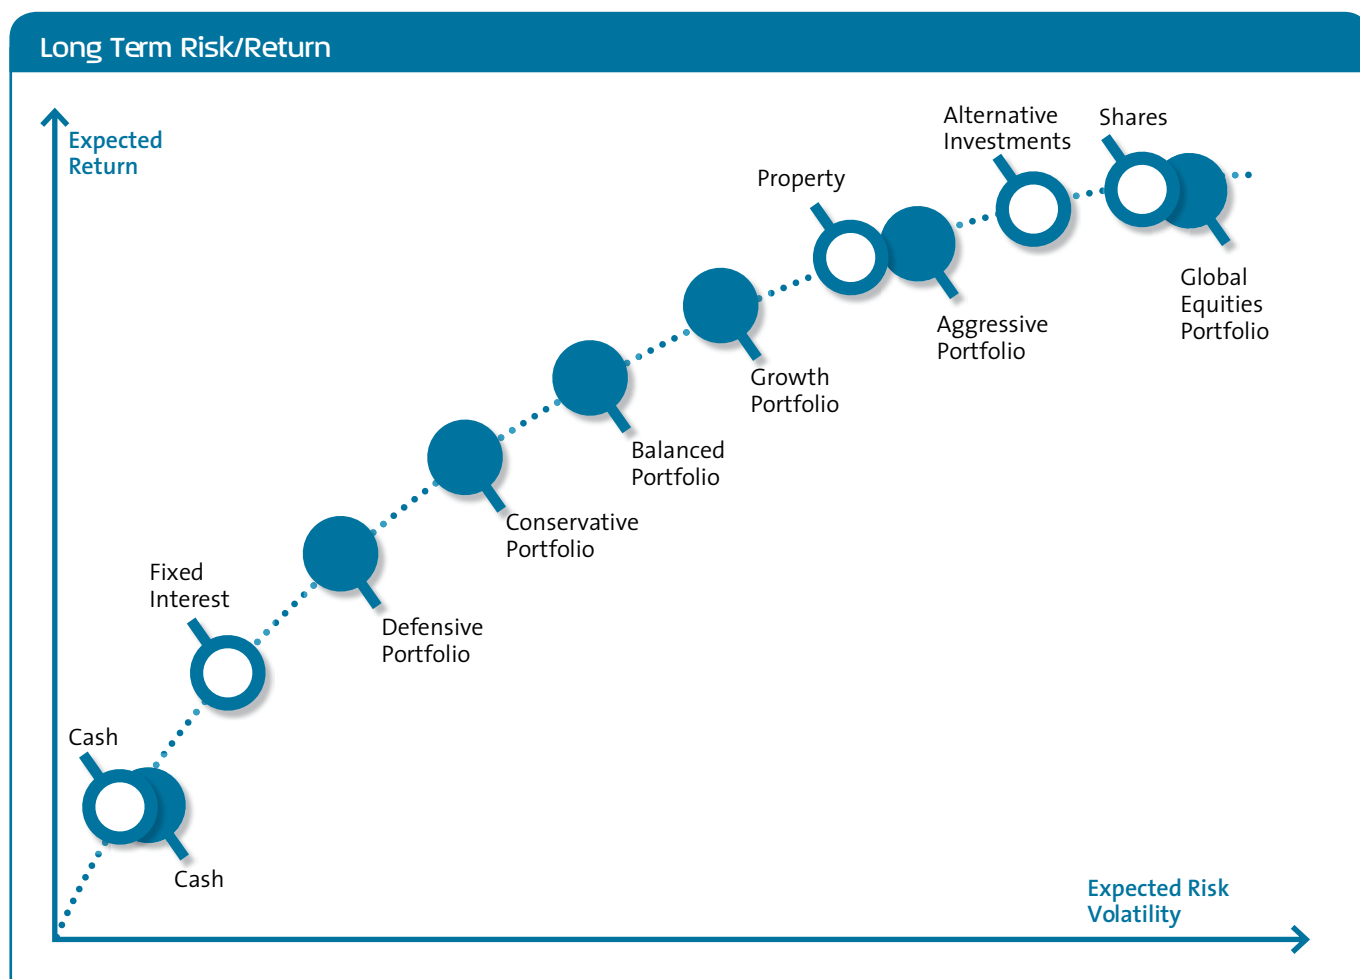 Long Term Risk/Return
Expected
Return
Alternative
Investments
Shares
Property
Global
Equities
Portfolio
Aggressive
Portfolio
Growth
Portfolio
Balanced
Portfolio
Conservative
Portfolio
Fixed
Interest
Defensive
Portfolio
Cash
Cash
Expected Risk
Volatility